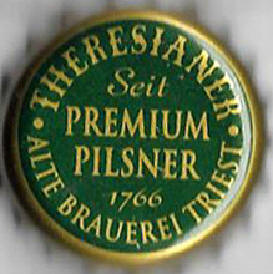 THERESIANER
Seit
PREMIUM
PILSNER
1766
ALTE BRAUEREI TRIEST